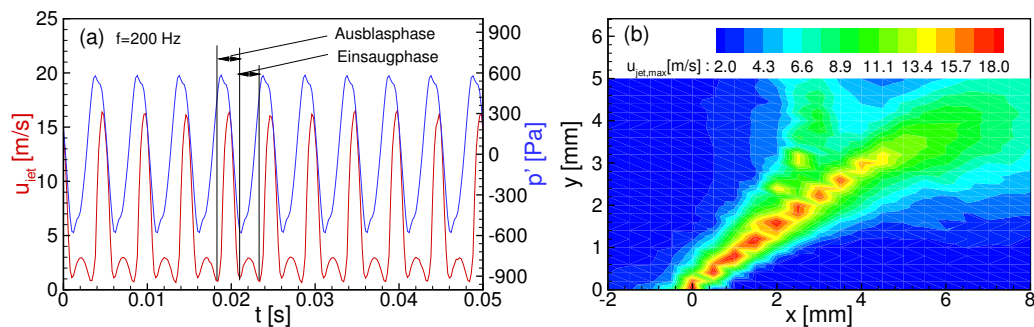 (a) f=200 Hz
Ausblasphase
Einsaugphase
25
20
15
10
5
0
u_jet [m/s]
900
600
300
0
-300
-600
-900
p' [Pa]
0 0.01 0.02 0.03 0.04 0.05
t [s]
(b)
u_jet,max[m/s] : 2.0 4.3 6.6 8.9 11.1 13.4 15.7 18.0
6
5
4
3
2
1
0
y [mm]
-2 0 2 4 6 8
x [mm]